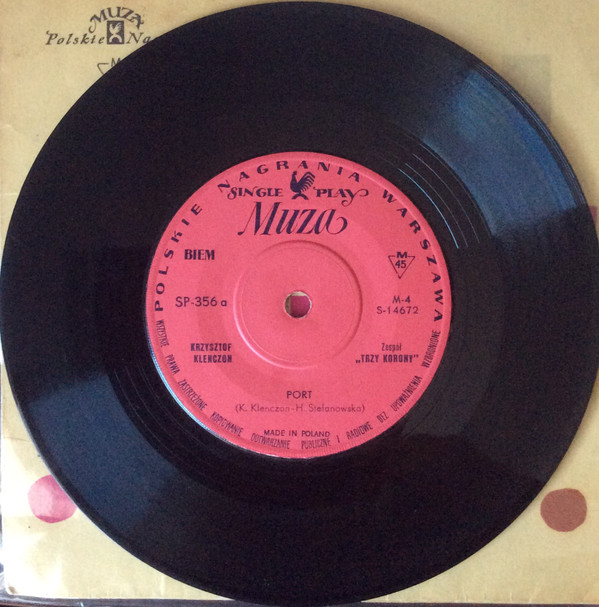 MUZA
Polskie Na
M
POLSKIE NAGRANIA WARSZAWA
SINGLE PLAY
Muza
BIEM
M
45
SP-356 a
M-4
S-14672
KRZYSZTOF
KLENCZON
Zespół
„TRZY KORONY"
PORT
(K. Klenczon-H. Stefanowska)
MADE IN POLAND
WSZYSTKIE PRAWA ZASTRZEŻONE KOPIOWANIE ODTWARZANIE PUBLICZNE I RADIOWE BEZ UPOWAŻNIENIA WZBRONIONE